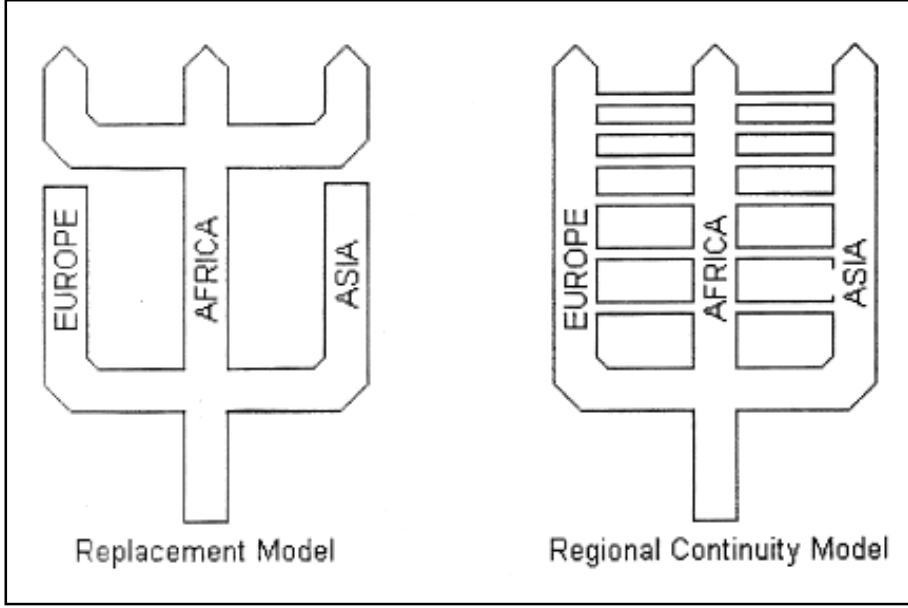 EUROPE
AFRICA
ASIA
Replacement Model
EUROPE
AFRICA
ASIA
Regional Continuity Model